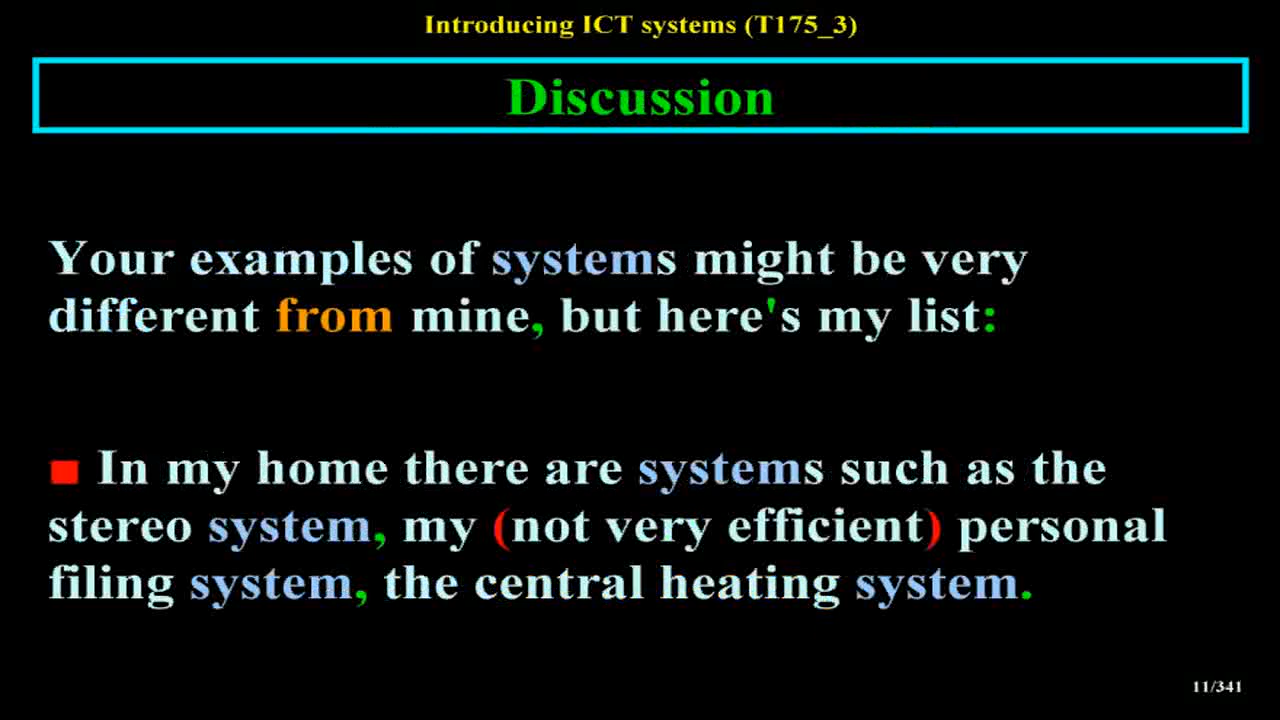 Introducing ICT systems (T175_3)
Discussion
Your examples of systems might be very
different from mine, but here's my list:
■ In my home there are systems such as the
stereo system, my (not very efficient) personal
filing system, the central heating system.
11/341